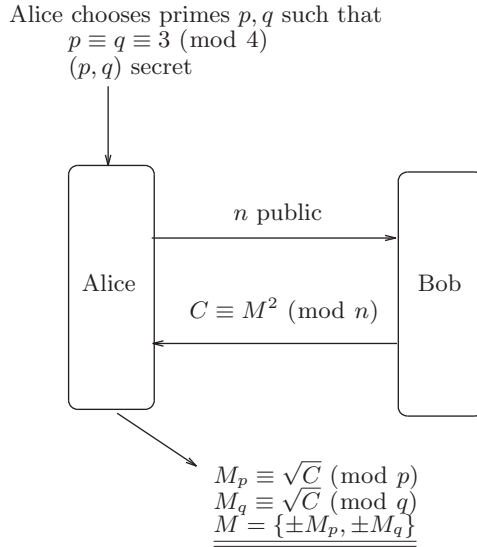 Alice chooses primes p, q such that
p ≡ q ≡ 3 (mod 4)
(p, q) secret
n public
Alice
Bob
C ≡ M² (mod n)
M_p ≡ √C (mod p)
M_q ≡ √C (mod q)
M = {±M_p, ±M_q}